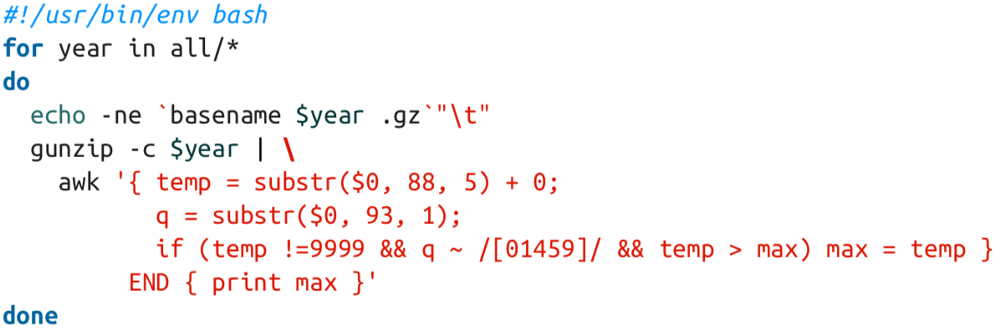 #!/usr/bin/env bash
for year in all/*
do
  echo -ne `basename $year .gz`"\t"
  gunzip -c $year | \
    awk '{ temp = substr($0, 88, 5) + 0;
           q = substr($0, 93, 1);
           if (temp !=9999 && q ~ /[01459]/ && temp > max) max = temp }
         END { print max }'
done